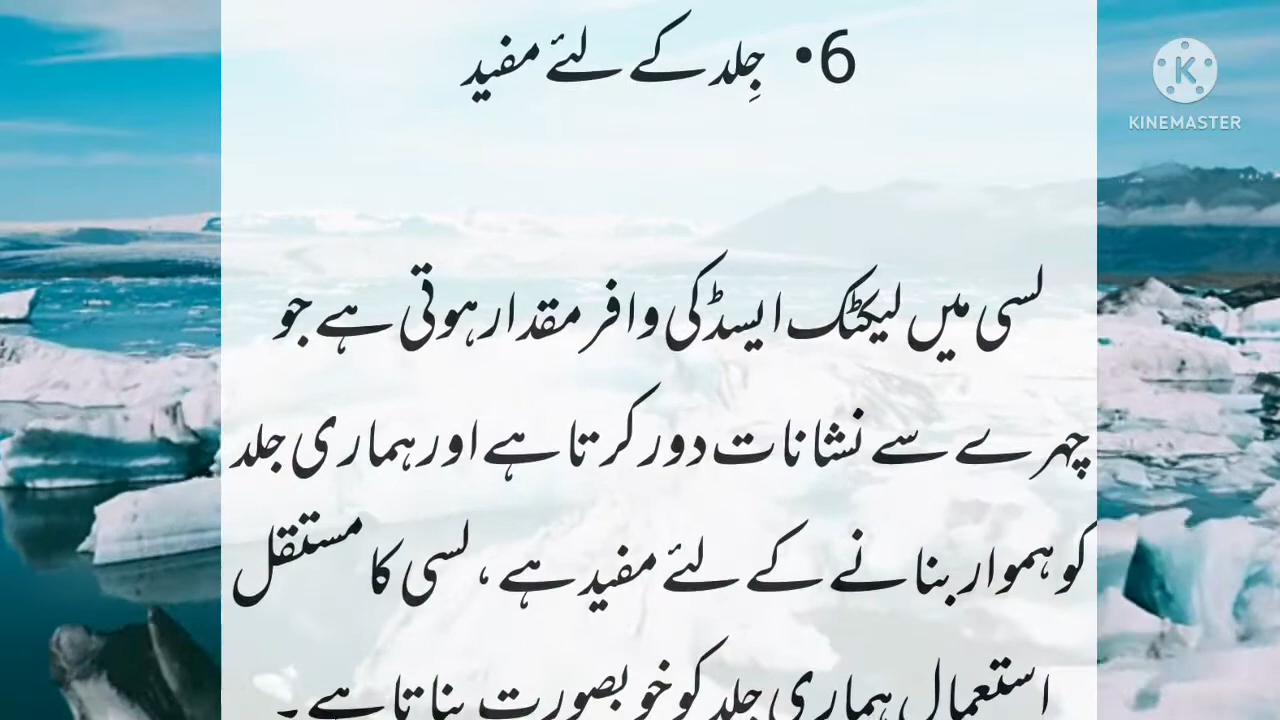 6• جِلد کے لئے مفید
KINEMASTER
لسی میں لیکٹک ایسڈ کی وافر مقدار ہوتی ہے جو
چہرے سے نشانات دور کرتا ہے اور ہماری جلد
کو ہموار بنانے کے لئے مفید ہے ، لسی کا مستقل
استعمال ہماری جلد کو خوبصورت بناتا ہے ۔